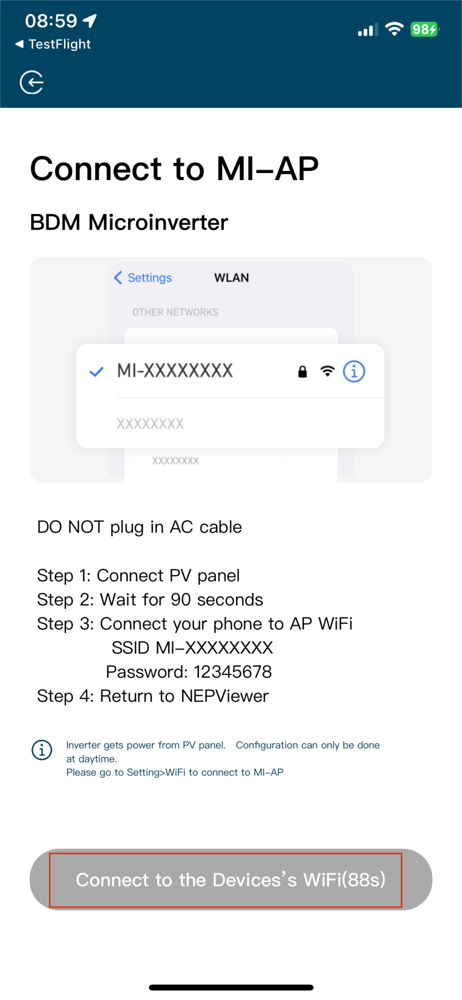 08:59
98
TestFlight
Connect to MI-AP
BDM Microinverter
Settings
WLAN
OTHER NETWORKS
MI-XXXXXXXX
XXXXXXXX
XXXXXXXX
DO NOT plug in AC cable
Step 1: Connect PV panel
Step 2: Wait for 90 seconds
Step 3: Connect your phone to AP WiFi
SSID MI-XXXXXXXX
Password: 12345678
Step 4: Return to NEPViewer
Inverter gets power from PV panel. Configuration can only be done
at daytime.
Please go to Setting>WiFi to connect to MI-AP
Connect to the Devices's WiFi(88s)